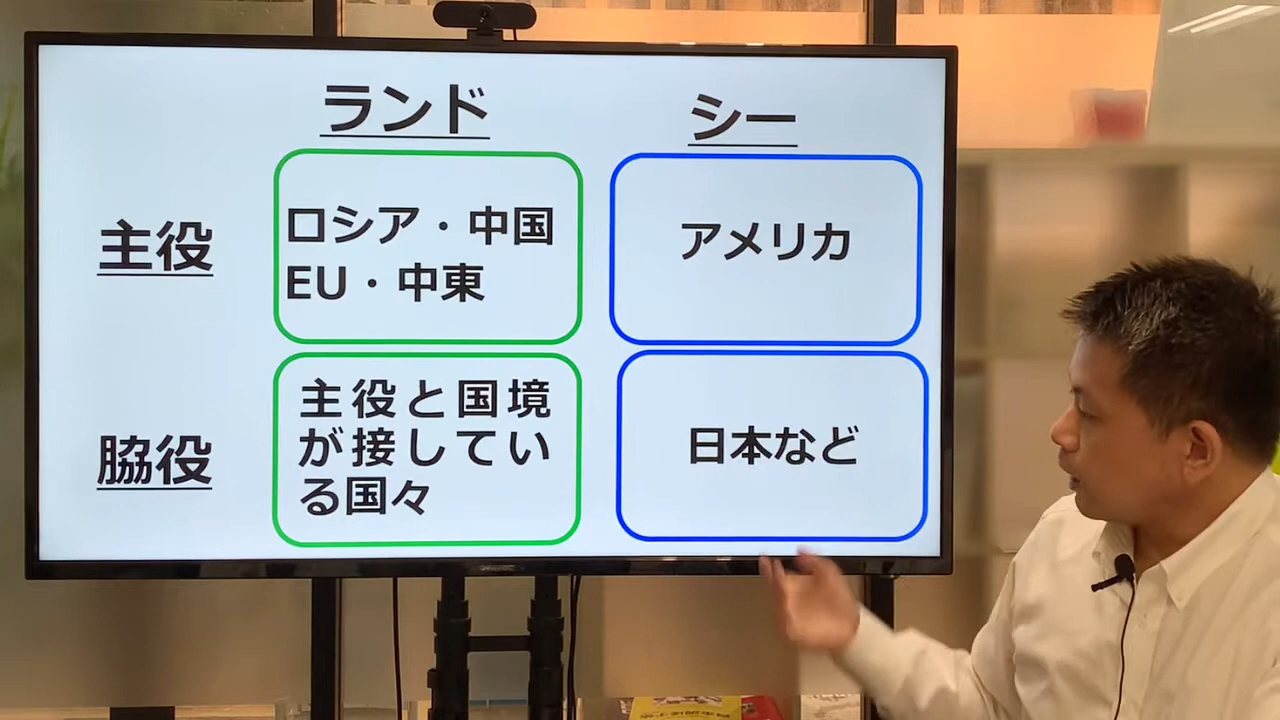 ランド
シー
主役
ロシア・中国
EU・中東
アメリカ
脇役
主役と国境
が接してい
る国々
日本など